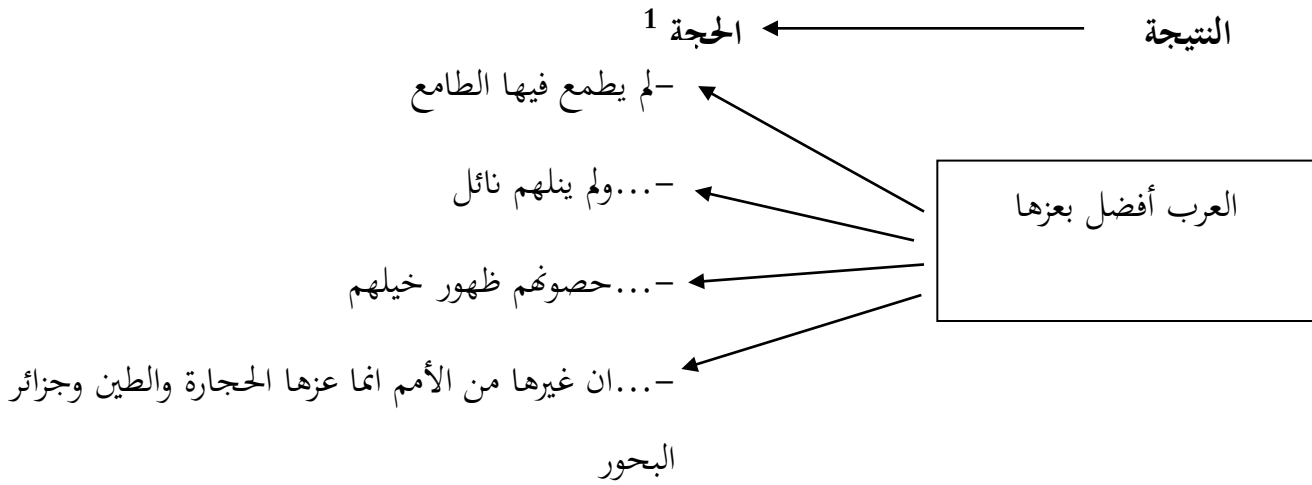 النتيجة الحجة 1
–لم يطمع فيها الطامع
–...ولم ينلهم نائل
العرب أفضل بعزها
–...حصونهم ظهور خيلهم
–...ان غيرها من الأمم انما عزها الحجارة والطين وجزائر
البحور